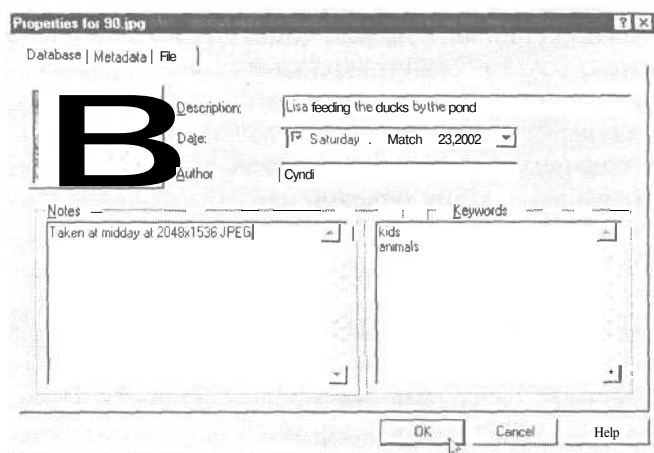 Properties for 90.jpg
Database | Metadata | File
B
Description: Lisa feeding the ducks by the pond
Date: Saturday . Match 23,2002
Author Cyndi
Notes
Taken at midday at 2048x1536 JPEG
Keywords
kids
animals
OK Cancel Help